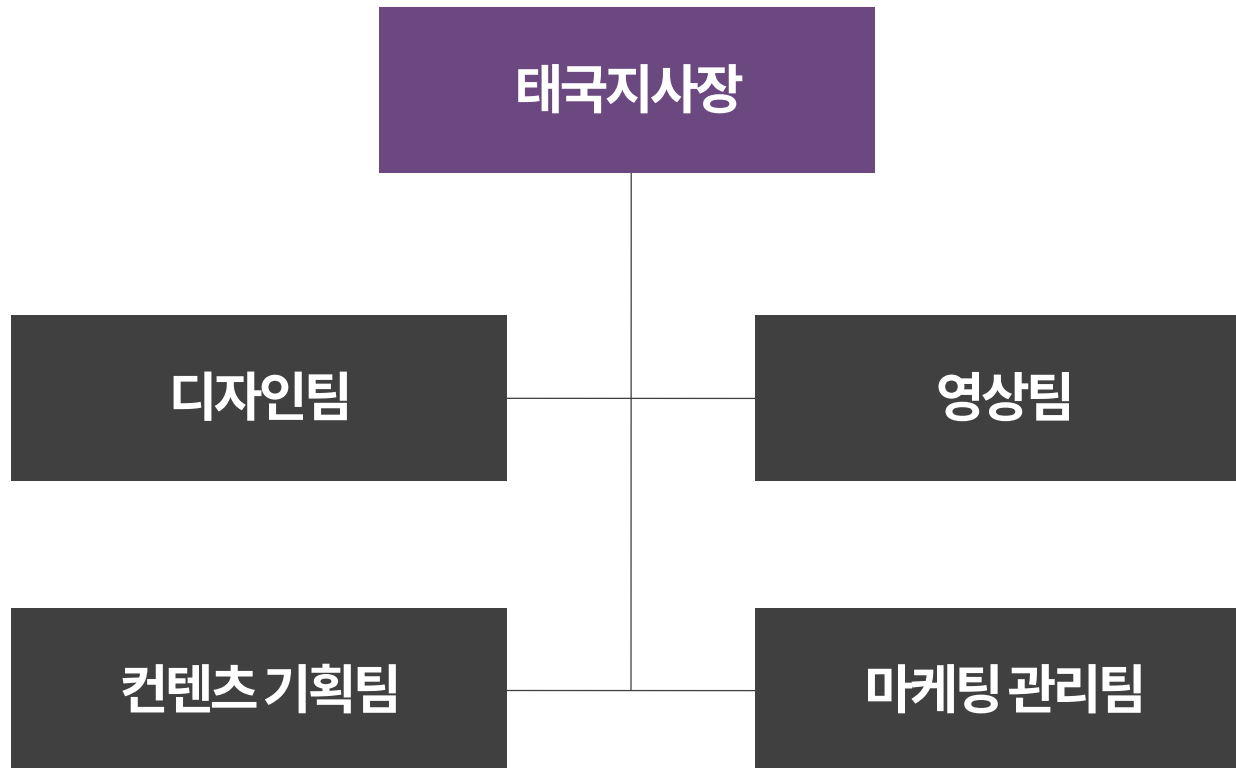 태국지사장
디자인팀
영상팀
컨텐츠 기획팀
마케팅 관리팀